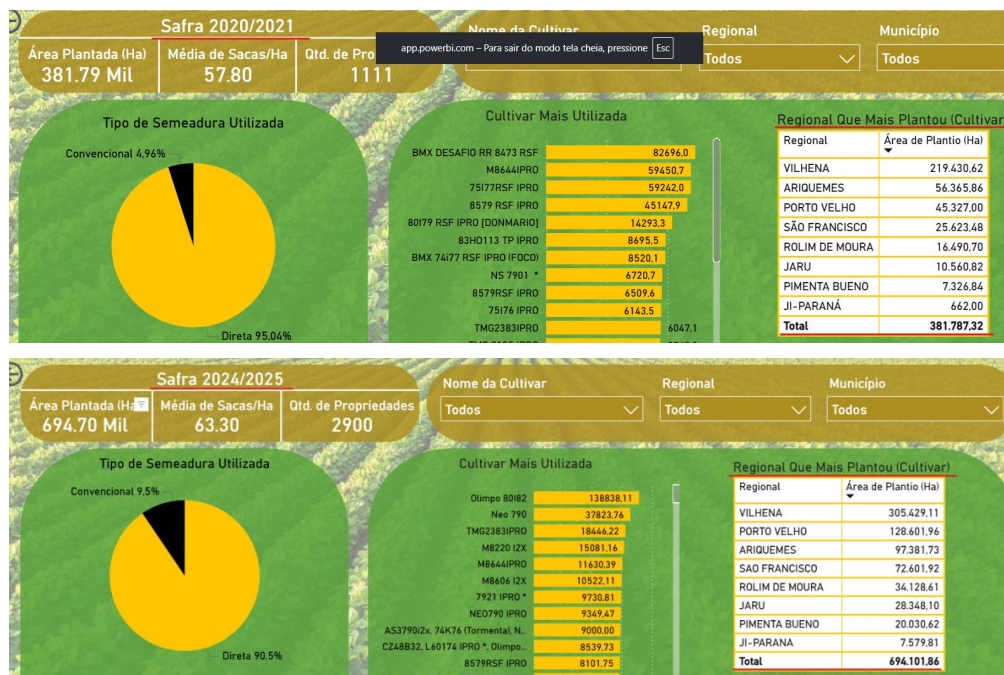 Safra 2020/2021
Área Plantada (Ha)
381.79 Mil
Média de Sacas/Ha
57.80
Qtd. de Pro
1111
app.powerbi.com – Para sair do modo tela cheia, pressione Esc
Nome da Cultivar
Regional
Todos
Município
Todos
Tipo de Semeadura Utilizada
Convencional 4,96%
Direta 95,04%
Cultivar Mais Utilizada
BMX DESAFIO RR 8473 RSF 82696,0
M8644IPRO 59450,7
75I77RSF IPRO 59242,0
8579 RSF IPRO 45147,9
80I79 RSF IPRO [DONMARIO] 14293,3
83HO113 TP IPRO 8695,5
BMX 74i77 RSF IPRO (FOCO) 8520,1
NS 7901 * 6720,7
8579RSF IPRO 6509,6
75I76 IPRO 6143,5
TMG2383IPRO 6047,1
Regional Que Mais Plantou (Cultivar
Regional Área de Plantio (Ha)
VILHENA 219.430,62
ARIQUEMES 56.365,86
PORTO VELHO 45.327,00
SÃO FRANCISCO 25.623,48
ROLIM DE MOURA 16.490,70
JARU 10.560,82
PIMENTA BUENO 7.326,84
JI-PARANÁ 662,00
Total 381.787,32
Safra 2024/2025
Área Plantada (Ha
694.70 Mil
Média de Sacas/Ha
63.30
Qtd. de Propriedades
2900
Nome da Cultivar
Todos
Regional
Todos
Município
Todos
Tipo de Semeadura Utilizada
Convencional 9,5%
Direta 90,5%
Cultivar Mais Utilizada
Olimpo 80I82 138838,11
Neo 790 37823,76
TMG2383IPRO 18446,22
M8220 I2X 15081,16
M8644IPRO 11630,39
M8606 I2X 10522,11
7921 IPRO * 9730,81
NEO790 IPRO 9349,47
AS3790i2x, 74K76 (Tormenta), N... 9000,00
CZ48B32, L60174 IPRO *, Olimpo... 8539,73
8579RSF IPRO 8101,75
Regional Que Mais Plantou (Cultivar)
Regional Área de Plantio (Ha)
VILHENA 305.429,11
PORTO VELHO 128.601,96
ARIQUEMES 97.381,73
SAO FRANCISCO 72.601,92
ROLIM DE MOURA 34.128,61
JARU 28.348,10
PIMENTA BUENO 20.030,62
JI-PARANA 7.579,81
Total 694.101,86